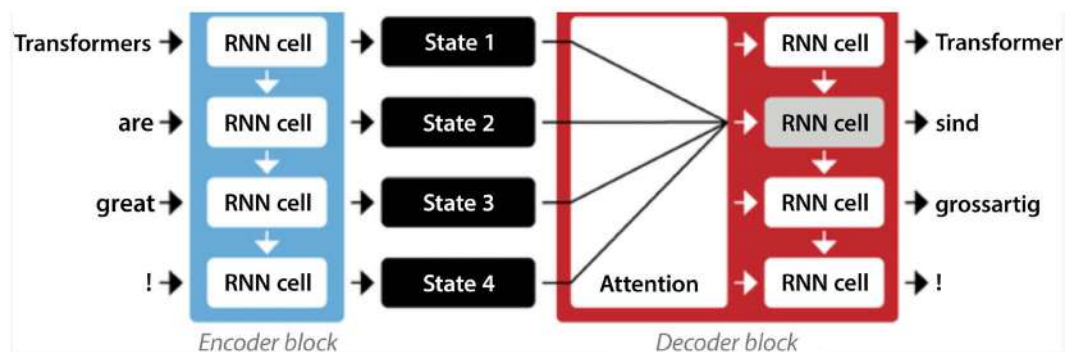 Transformers RNN cell State 1 RNN cell Transformer
are RNN cell State 2 RNN cell sind
great RNN cell State 3 RNN cell grossartig
! RNN cell State 4 Attention RNN cell !
Encoder block Decoder block